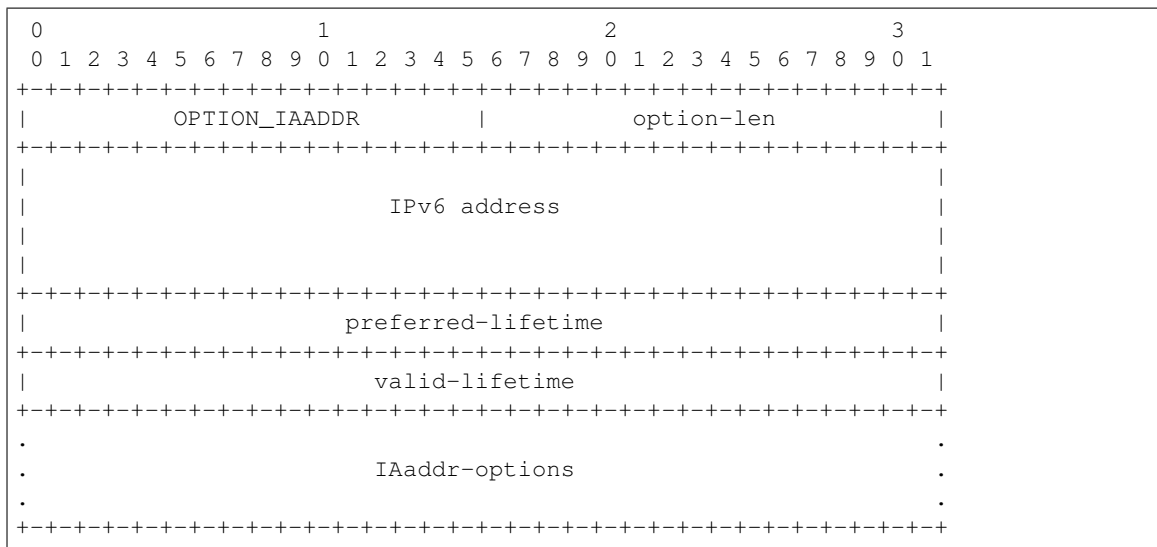 0                   1                   2                   3
 0 1 2 3 4 5 6 7 8 9 0 1 2 3 4 5 6 7 8 9 0 1 2 3 4 5 6 7 8 9 0 1
+-+-+-+-+-+-+-+-+-+-+-+-+-+-+-+-+-+-+-+-+-+-+-+-+-+-+-+-+-+-+-+-+
|          OPTION_IAADDR        |          option-len           |
+-+-+-+-+-+-+-+-+-+-+-+-+-+-+-+-+-+-+-+-+-+-+-+-+-+-+-+-+-+-+-+-+
|                                                               |
|                         IPv6 address                          |
|                                                               |
|                                                               |
+-+-+-+-+-+-+-+-+-+-+-+-+-+-+-+-+-+-+-+-+-+-+-+-+-+-+-+-+-+-+-+-+
|                      preferred-lifetime                       |
+-+-+-+-+-+-+-+-+-+-+-+-+-+-+-+-+-+-+-+-+-+-+-+-+-+-+-+-+-+-+-+-+
|                        valid-lifetime                         |
+-+-+-+-+-+-+-+-+-+-+-+-+-+-+-+-+-+-+-+-+-+-+-+-+-+-+-+-+-+-+-+-+
.                                                               .
.                        IAaddr-options                         .
.                                                               .
+-+-+-+-+-+-+-+-+-+-+-+-+-+-+-+-+-+-+-+-+-+-+-+-+-+-+-+-+-+-+-+-+